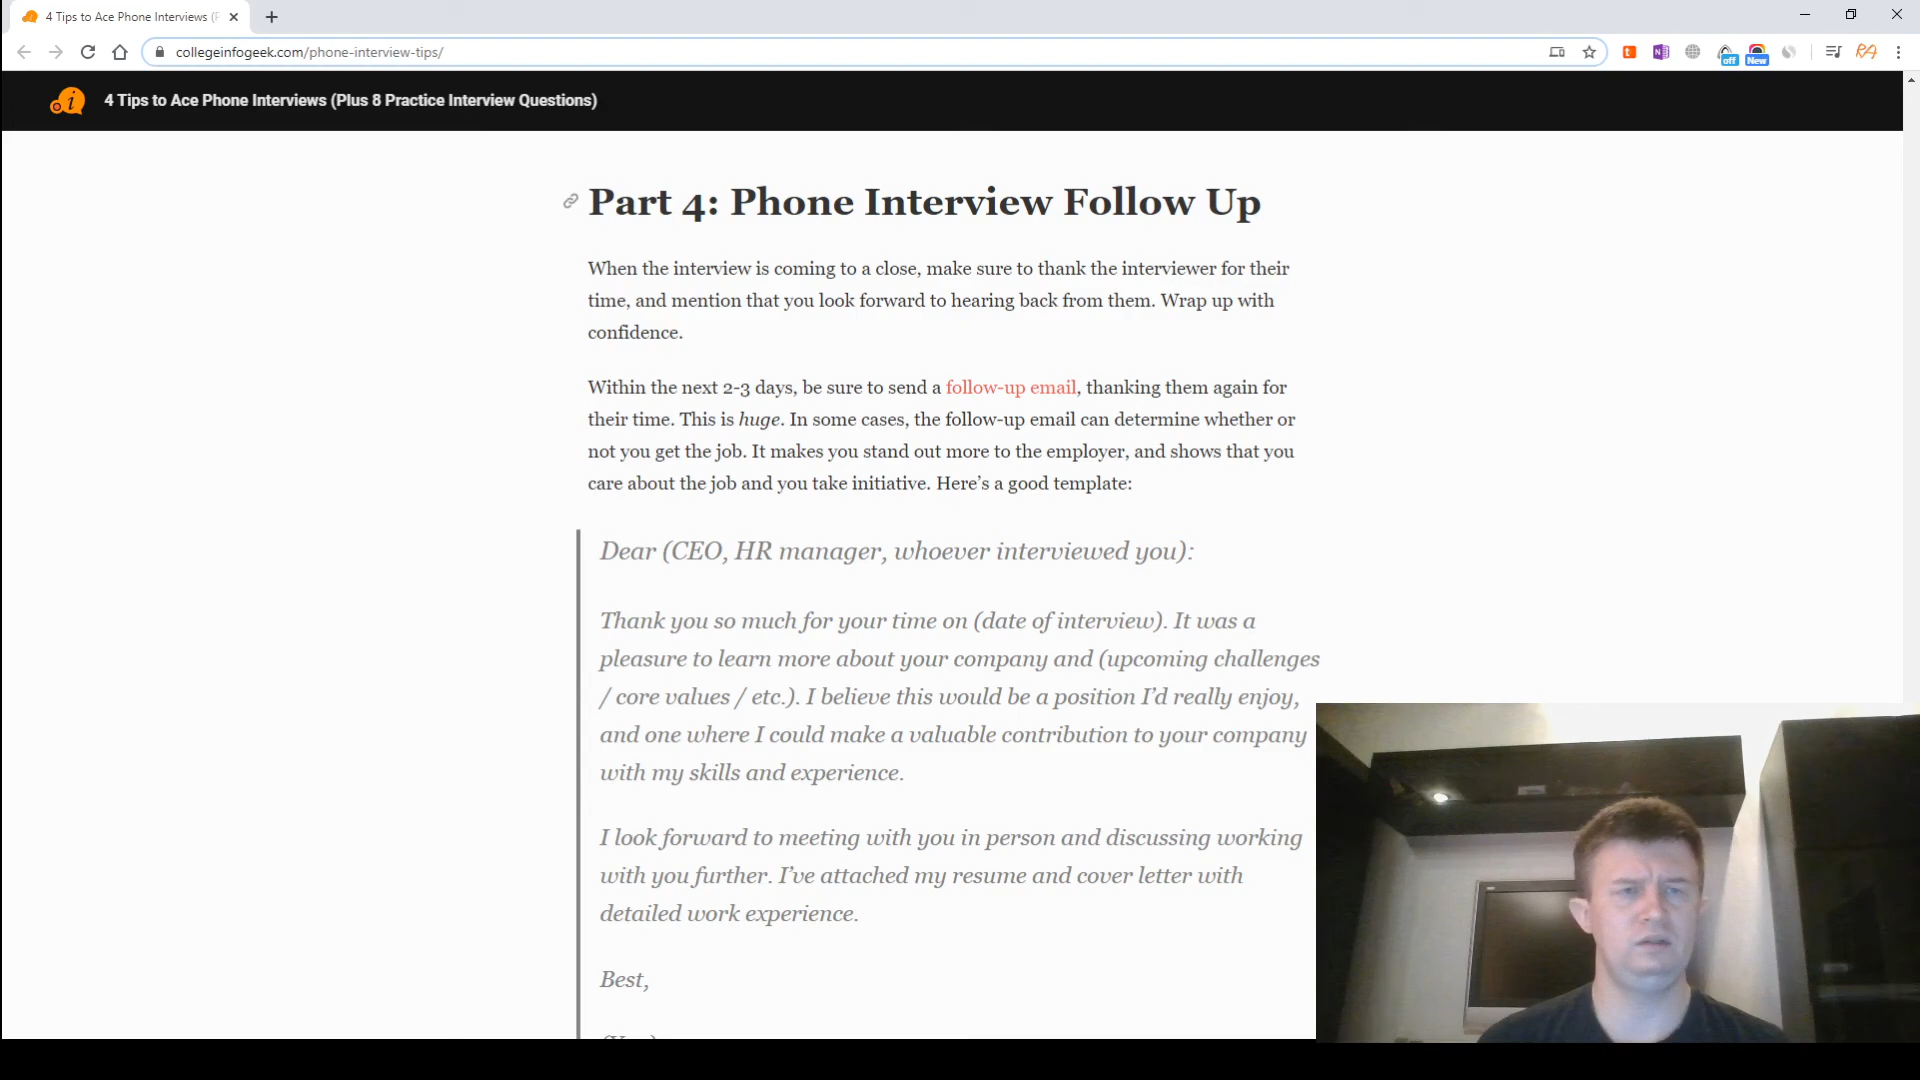 4 Tips to Ace Phone Interviews (P
collegeinfogeek.com/phone-interview-tips/
off
New
4 Tips to Ace Phone Interviews (Plus 8 Practice Interview Questions)
Part 4: Phone Interview Follow Up
When the interview is coming to a close, make sure to thank the interviewer for their
time, and mention that you look forward to hearing back from them. Wrap up with
confidence.
Within the next 2-3 days, be sure to send a follow-up email, thanking them again for
their time. This is huge. In some cases, the follow-up email can determine whether or
not you get the job. It makes you stand out more to the employer, and shows that you
care about the job and you take initiative. Here’s a good template:
Dear (CEO, HR manager, whoever interviewed you):
Thank you so much for your time on (date of interview). It was a
pleasure to learn more about your company and (upcoming challenges
/ core values / etc.). I believe this would be a position I’d really enjoy,
and one where I could make a valuable contribution to your company
with my skills and experience.
I look forward to meeting with you in person and discussing working
with you further. I’ve attached my resume and cover letter with
detailed work experience.
Best,